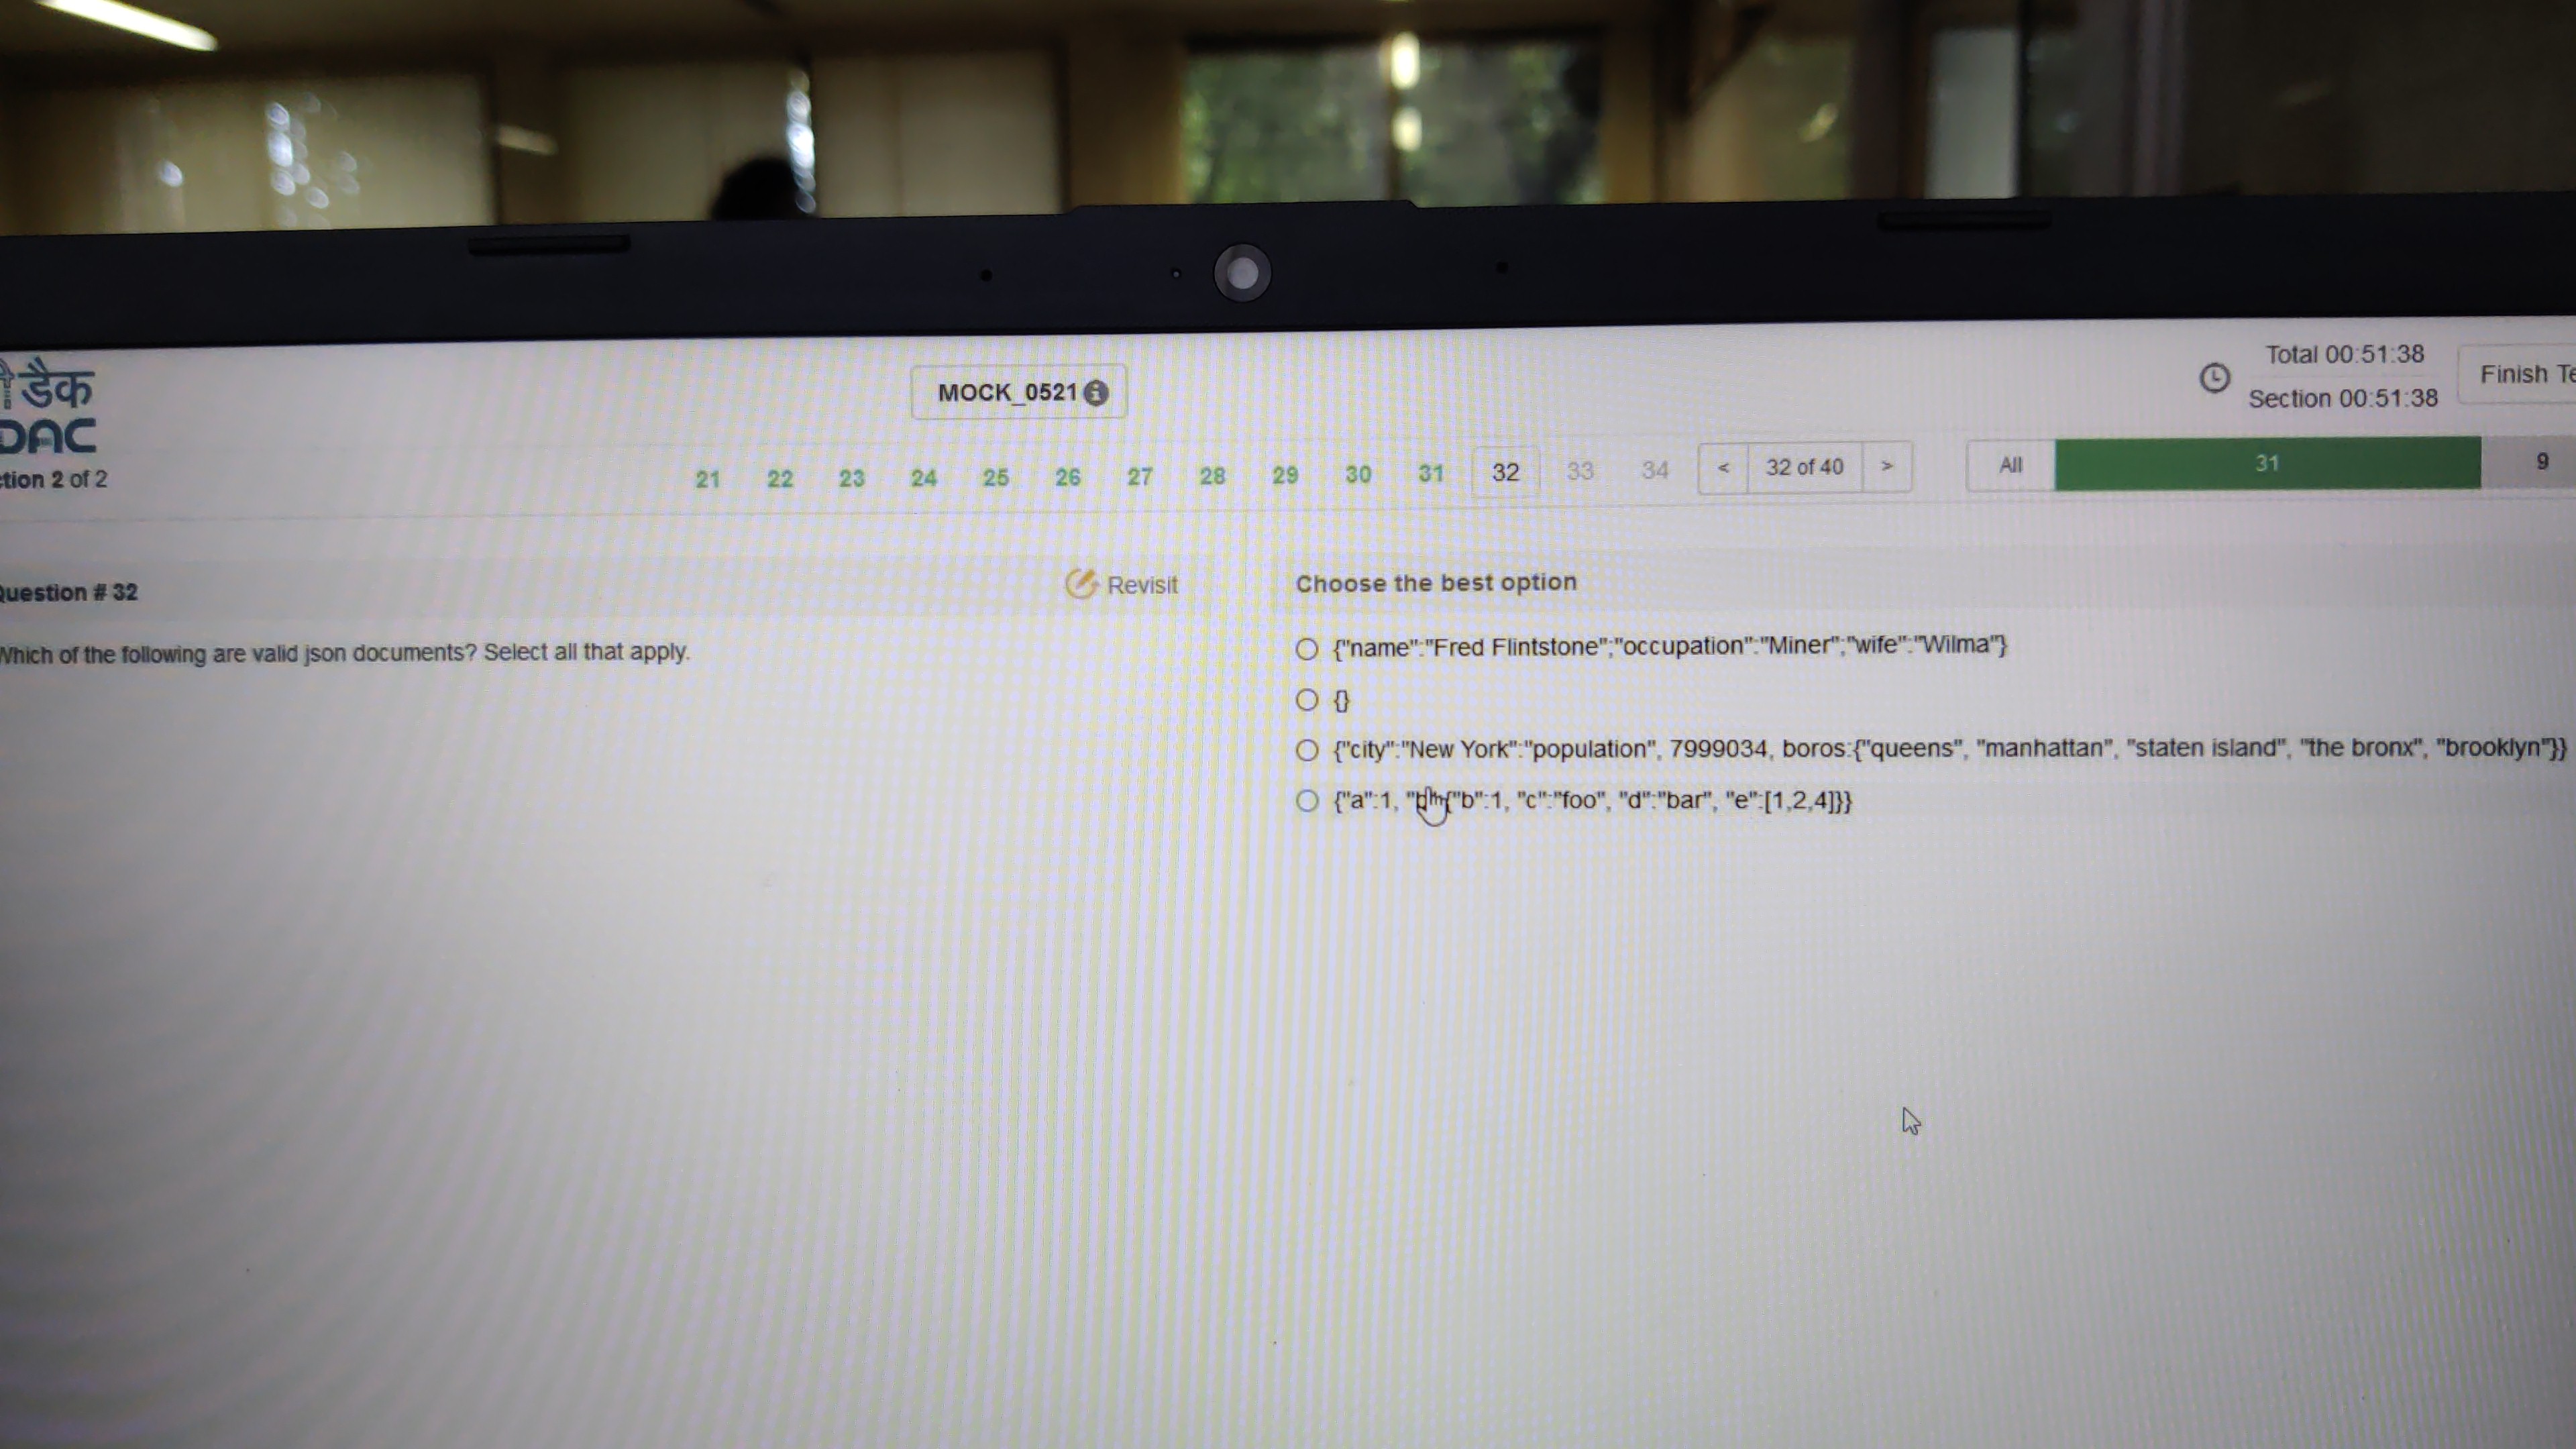 डैक
DAC
MOCK_0521
Total 00:51:38
Section 00:51:38
Finish
tion 2 of 2
21 22 23 24 25 26 27 28 29 30 31 32 33 34 < 32 of 40 > All 31 9
Question # 32
Revisit
Choose the best option
Which of the following are valid json documents? Select all that apply.
{"name":"Fred Flintstone";"occupation":"Miner";"wife":"Wilma"}
{}
{"city":"New York":"population", 7999034, boros:{"queens", "manhattan", "staten island", "the bronx", "brooklyn"}}
{"a":1, "b":1, "c":"foo", "d":"bar", "e":[1,2,4]}}